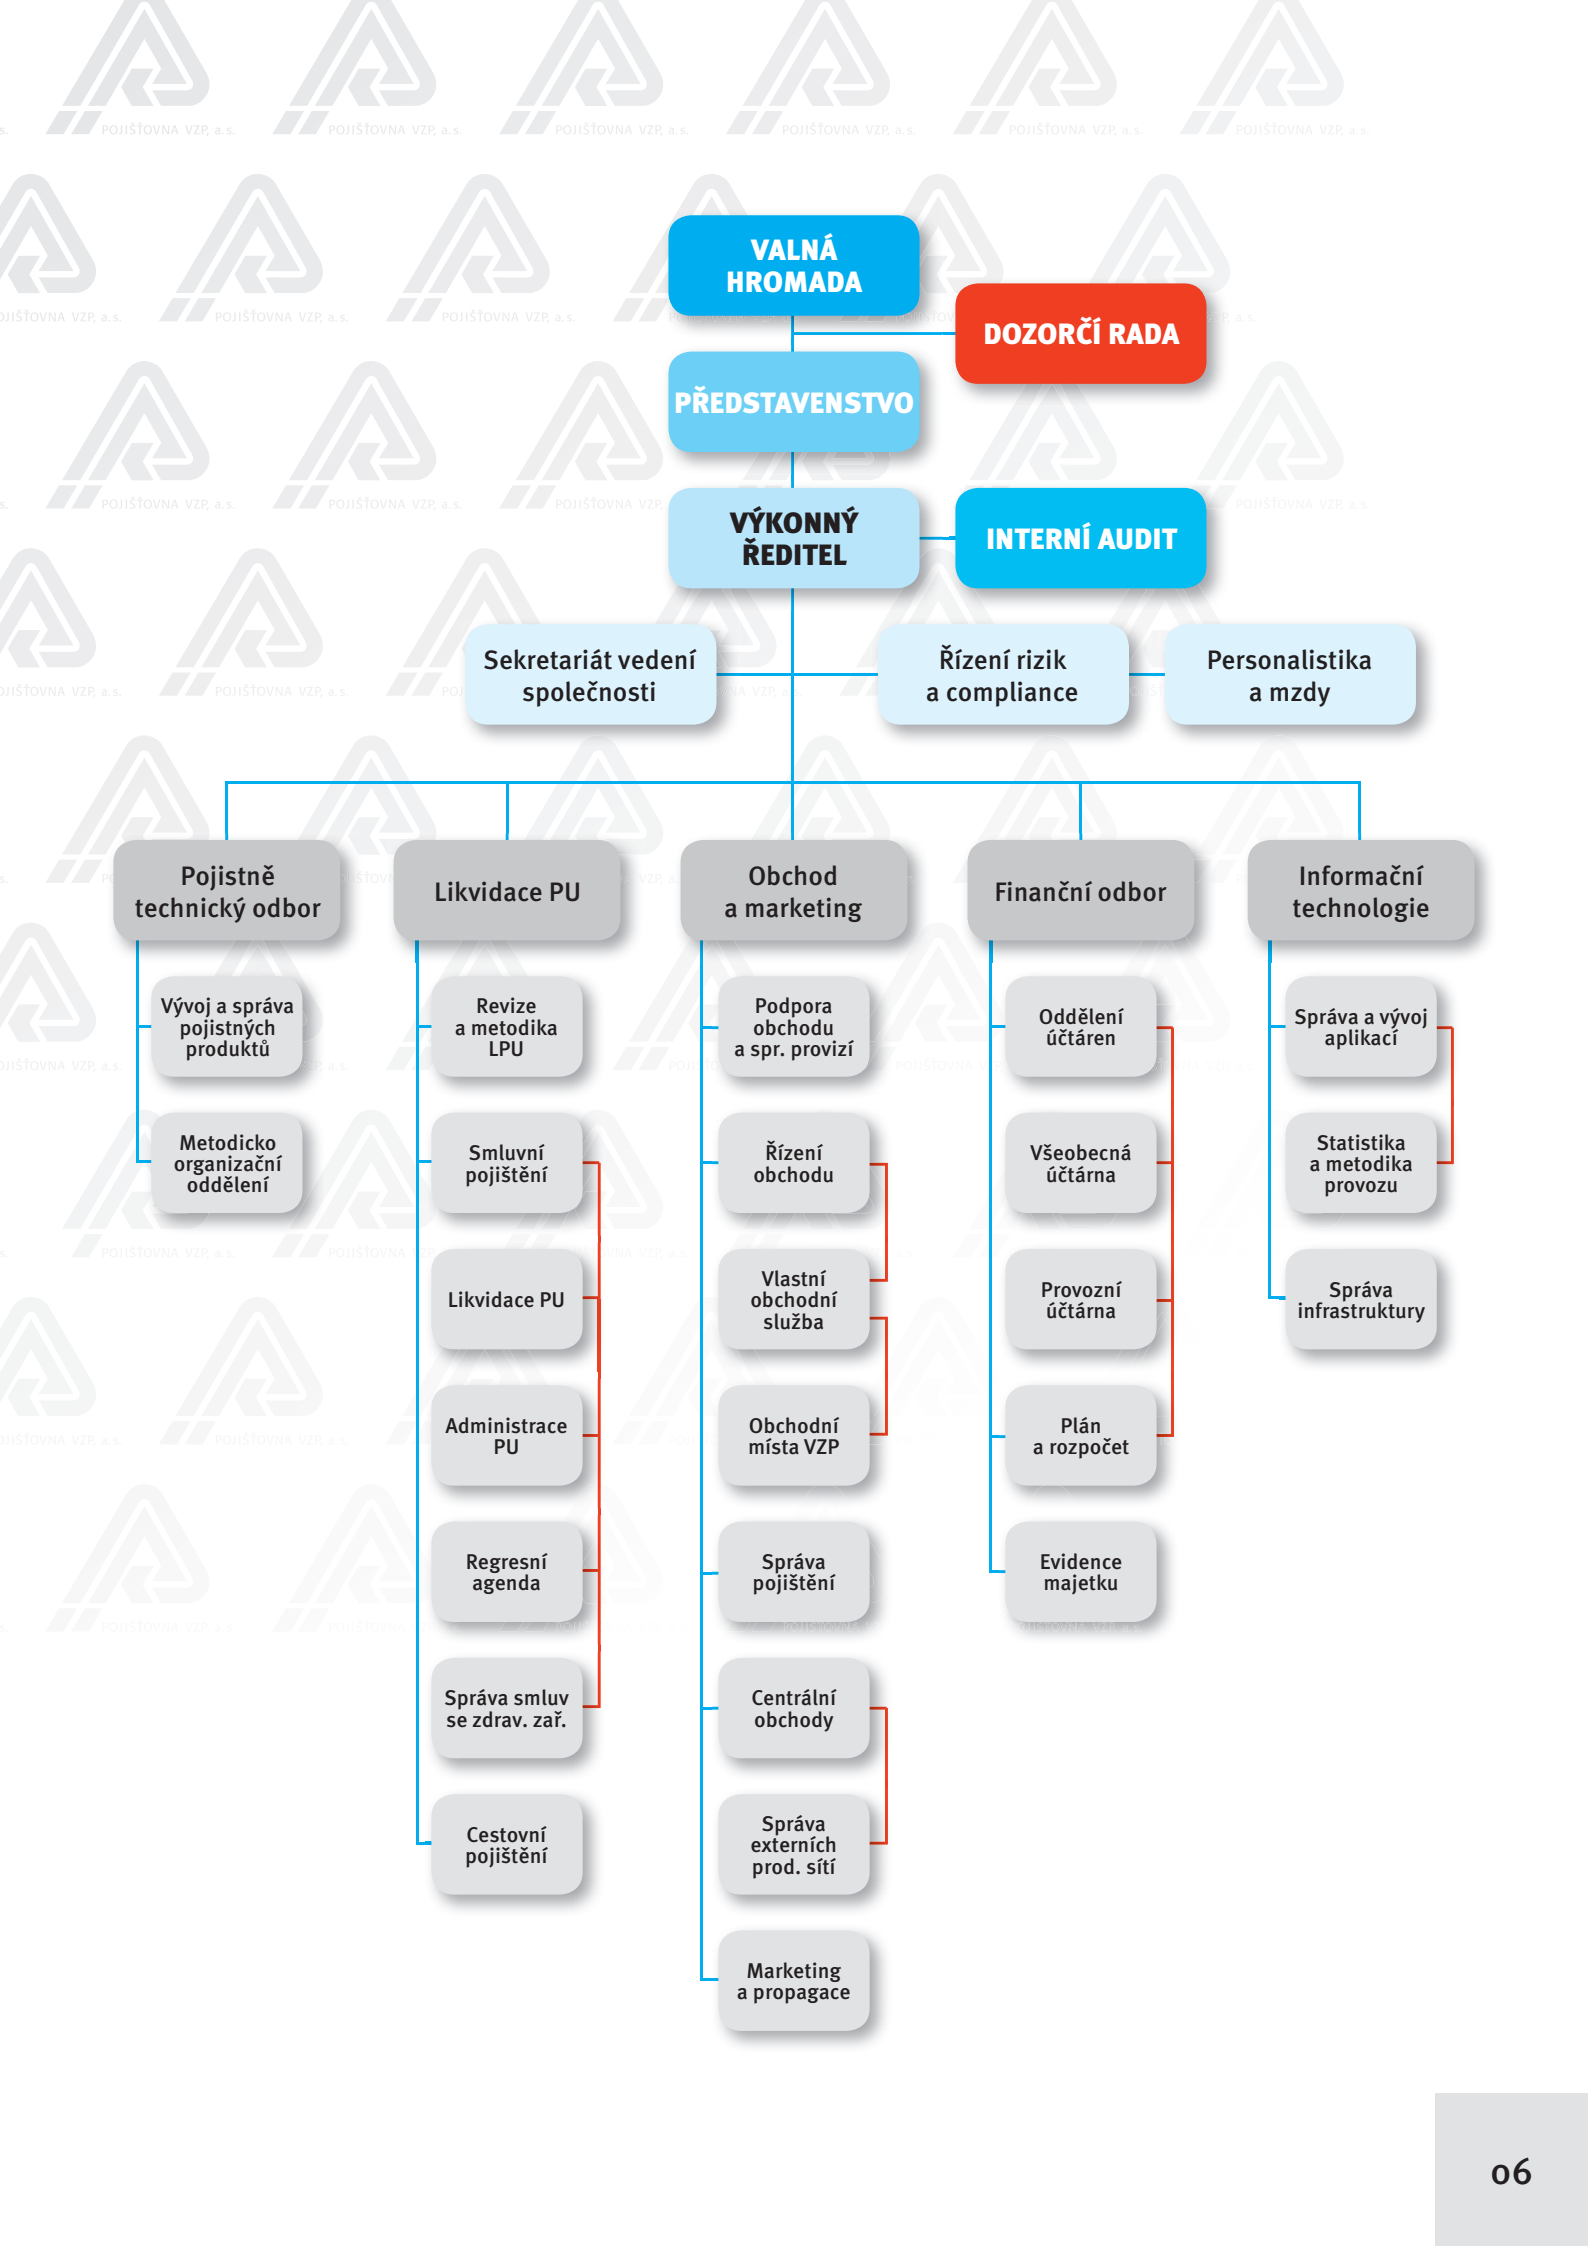 VALNÁ
HROMADA
DOZORČÍ RADA
PŘEDSTAVENSTVO
VÝKONNÝ
ŘEDITEL
INTERNÍ AUDIT
Sekretariát vedení
společnosti
Řízení rizik
a compliance
Personalistika
a mzdy
Pojistně
technický odbor
Likvidace PU
Obchod
a marketing
Finanční odbor
Informační
technologie
Vývoj a správa
pojistných
produktů
Metodicko
organizační
oddělení
Revize
a metodika
LPU
Smluvní
pojištění
Likvidace PU
Administrace
PU
Regresní
agenda
Správa smluv
se zdrav. zař.
Cestovní
pojištění
Podpora
obchodu
a spr. provizí
Řízení
obchodu
Vlastní
obchodní
služba
Obchodní
místa VZP
Správa
pojištění
Centrální
obchody
Správa
externích
prod. sítí
Marketing
a propagace
Oddělení
účtáren
Všeobecná
účtárna
Provozní
účtárna
Plán
a rozpočet
Evidence
majetku
Správa a vývoj
aplikací
Statistika
a metodika
provozu
Správa
infrastruktury
06
POJIŠŤOVNA VZP, a.s.